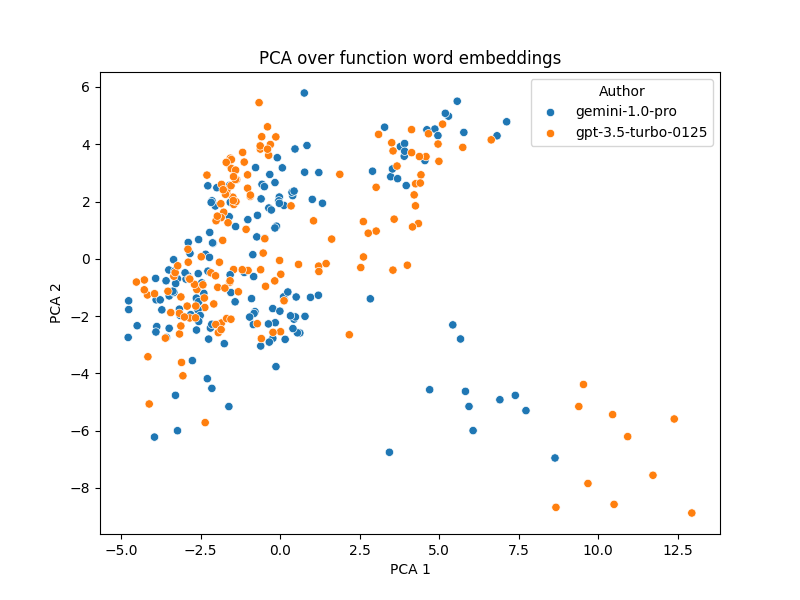 PCA over function word embeddings
Author
gemini-1.0-pro
gpt-3.5-turbo-0125
6
4
2
0
−2
−4
−6
−8
PCA 2
−5.0 −2.5 0.0 2.5 5.0 7.5 10.0 12.5
PCA 1